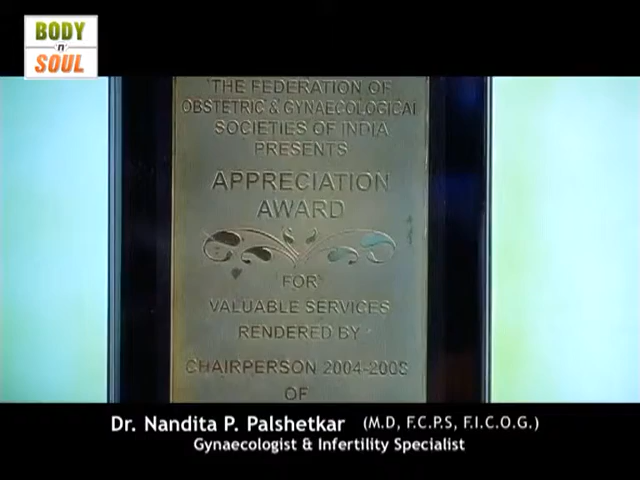 BODY
'n'
SOUL
THE FEDERATION OF
OBSTETRIC & GYNAECOLOGICAL
SOCIETIES OF INDIA
PRESENTS
APPRECIATION
AWARD
FOR
VALUABLE SERVICES
RENDERED BY
CHAIRPERSON 2004-2008
OF
Dr. Nandita P. Palshetkar (M.D, F.C.P.S, F.I.C.O.G.)
Gynaecologist & Infertility Specialist